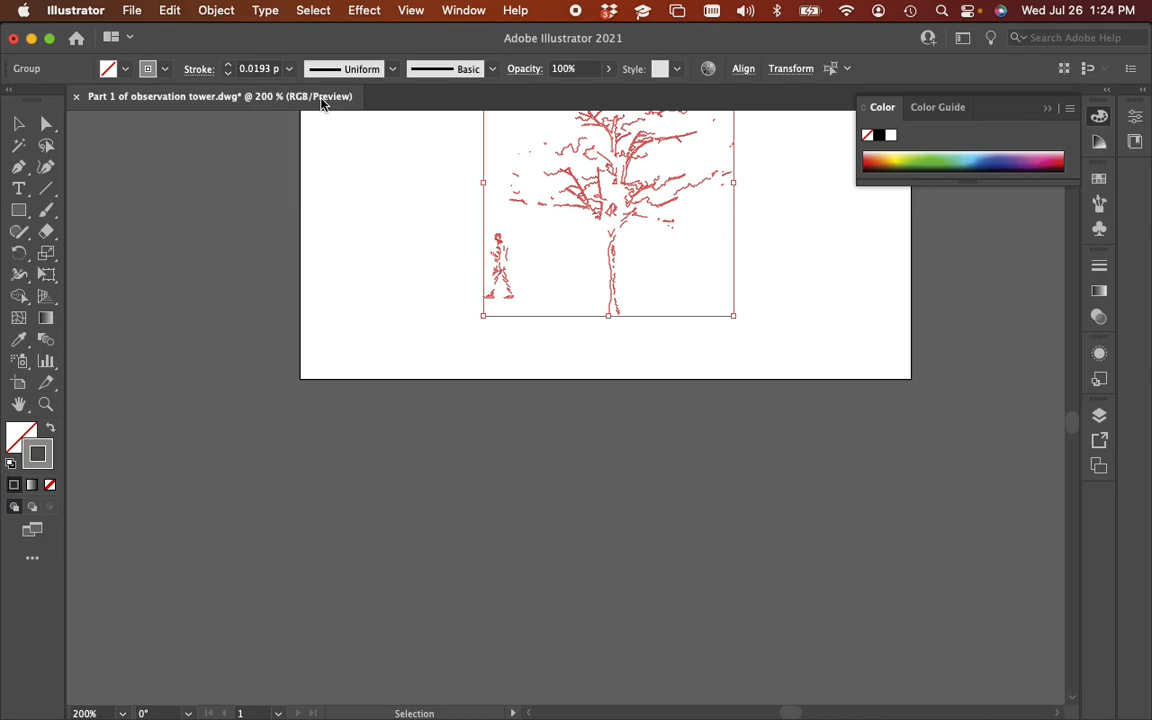 Illustrator File Edit Object Type Select Effect View Window Help Wed Jul 26 1:24 PM
Adobe Illustrator 2021 Search Adobe Help
Group Stroke: 0.0193 p Uniform Basic Opacity: 100% Style: Align Transform
× Part 1 of observation tower.dwg* @ 200 % (RGB/Preview)
Color Color Guide
200% 0° 1 Selection